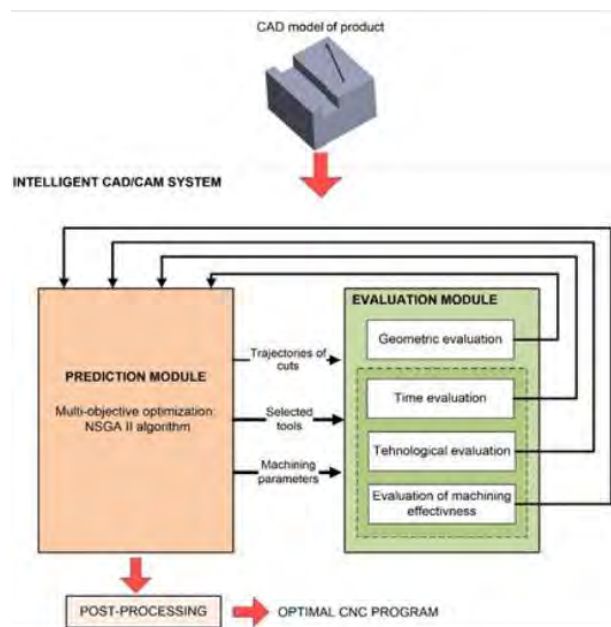 CAD model of product
INTELLIGENT CAD/CAM SYSTEM
PREDICTION MODULE
Multi-objective optimization:
NSGA II algorithm
Trajectories of
cuts
Selected
tools
Machining
parameters
EVALUATION MODULE
Geometric evaluation
Time evaluation
Tehnological evaluation
Evaluation of machining
effectivness
POST-PROCESSING
OPTIMAL CNC PROGRAM